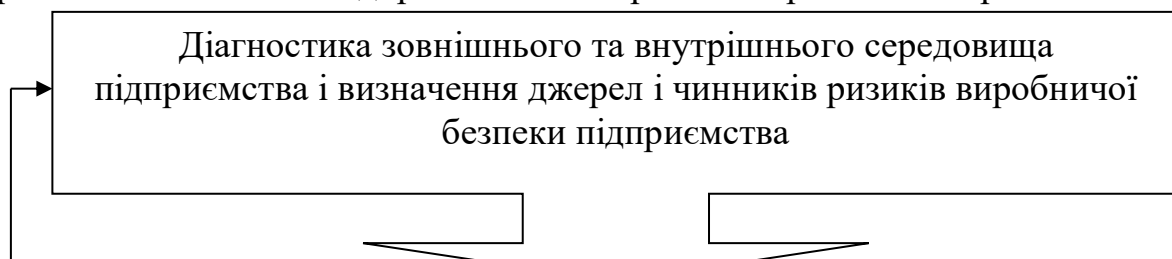 Діагностика зовнішнього та внутрішнього середовища
підприємства і визначення джерел і чинників ризиків виробничої
безпеки підприємства